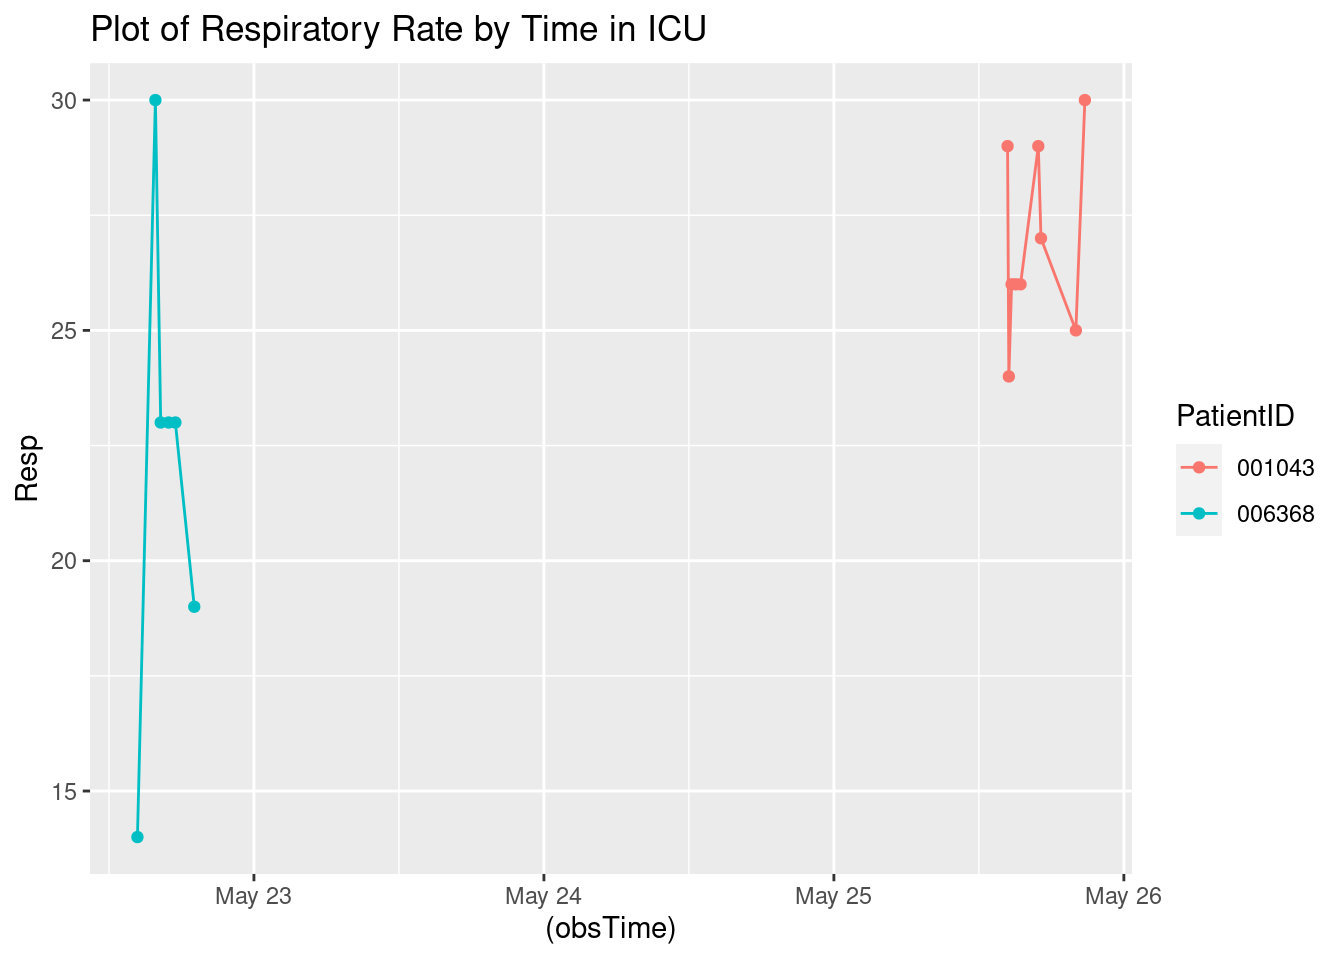 Plot of Respiratory Rate by Time in ICU
30
25
20
15
Resp
May 23
May 24
May 25
May 26
(obsTime)
PatientID
001043
006368